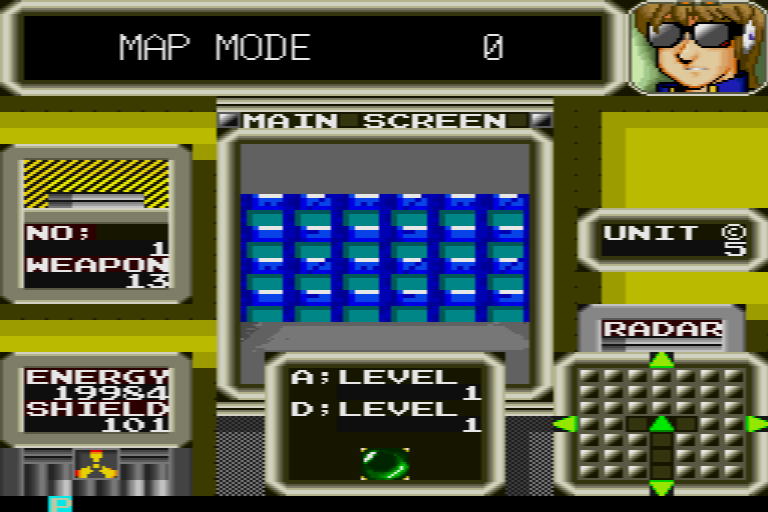 MAP MODE 0
MAIN SCREEN
NO;
1
WEAPON
13
UNIT ©
5
RADAR
ENERGY
19984
SHIELD
101
A;LEVEL
1
D;LEVEL
1
P